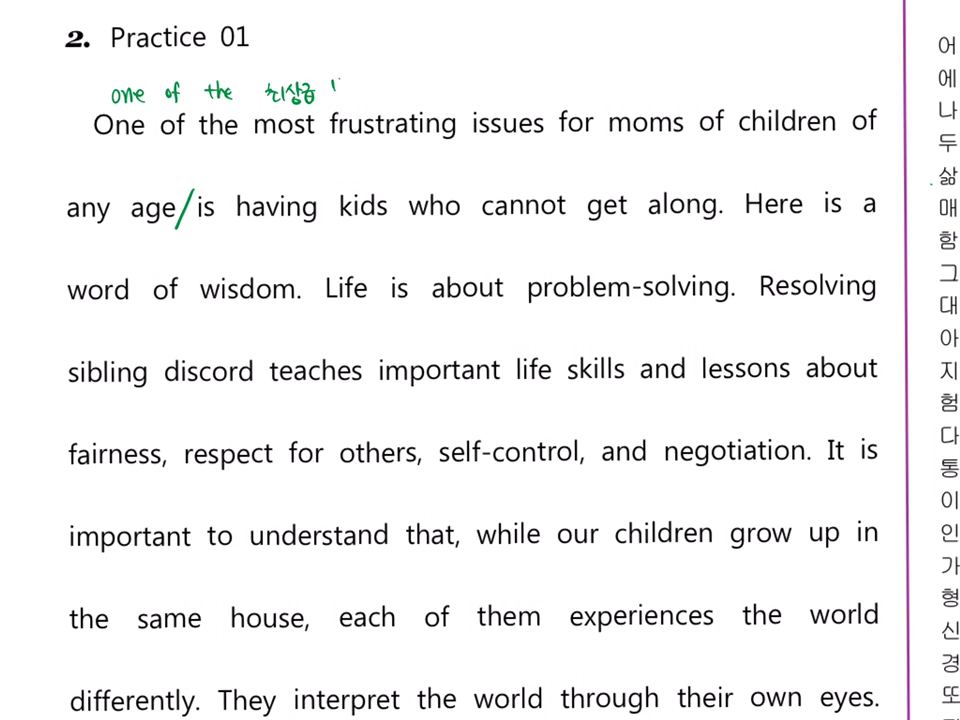 2. Practice 01
one of the 최상급
One of the most frustrating issues for moms of children of
any age/is having kids who cannot get along. Here is a
word of wisdom. Life is about problem-solving. Resolving
sibling discord teaches important life skills and lessons about
fairness, respect for others, self-control, and negotiation. It is
important to understand that, while our children grow up in
the same house, each of them experiences the world
differently. They interpret the world through their own eyes.
어
에
나
두
삶
매
함
그
대
아
지
험
다
통
이
인
가
형
신
경
또